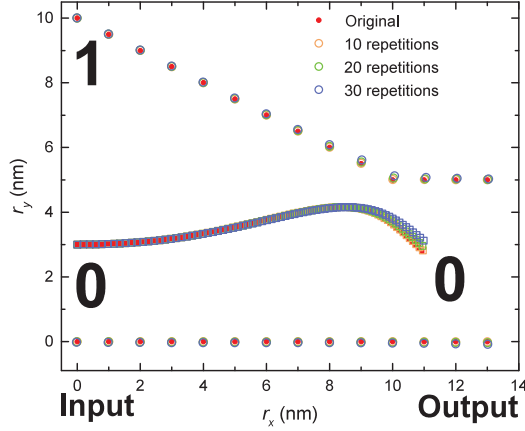 10
8
6
4
2
0
r_y (nm)
1
0
0
Original
10 repetitions
20 repetitions
30 repetitions
0 2 4 6 8 10 12 14
Input r_x (nm) Output